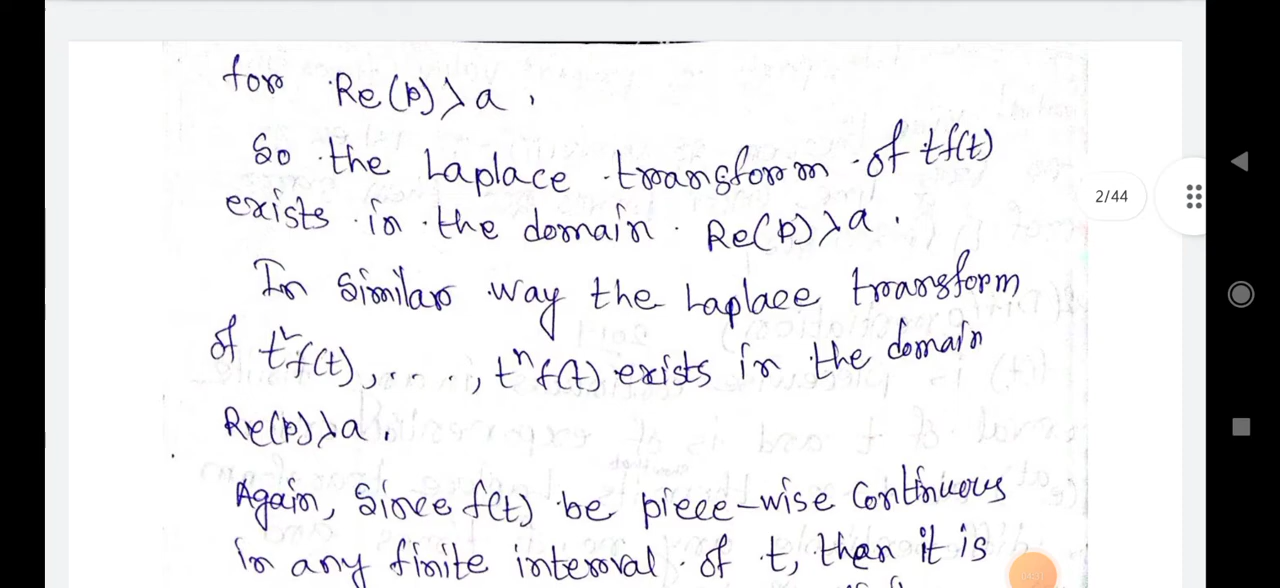 for Re(p)>a.
So the Laplace transform of tf(t)
exists in the domain Re(p)>a.
2/44
In similar way the Laplace transform
of t²f(t),....., tⁿf(t) exists in the domain
Re(p)>a.
Again, Since f(t) be piece-wise continuous
in any finite interval of t, then it is